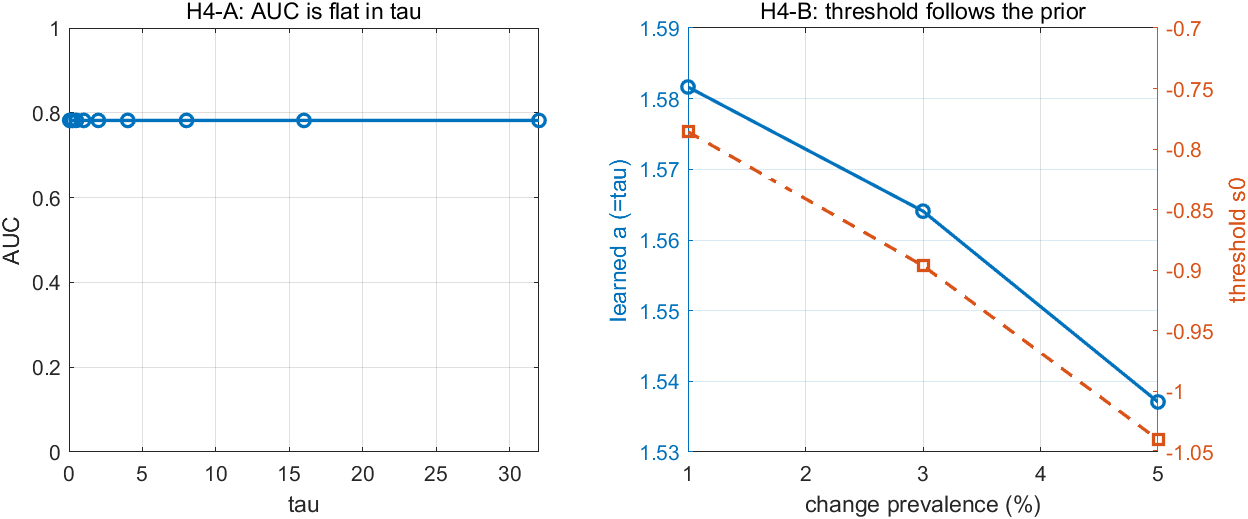 H4-A: AUC is flat in tau
1
0.8
0.6
0.4
0.2
0
AUC
0 5 10 15 20 25 30
tau
H4-B: threshold follows the prior
1.59
1.58
1.57
1.56
1.55
1.54
1.53
learned a (=tau)
-0.7
-0.75
-0.8
-0.85
-0.9
-0.95
-1
-1.05
threshold s0
1 2 3 4 5
change prevalence (%)